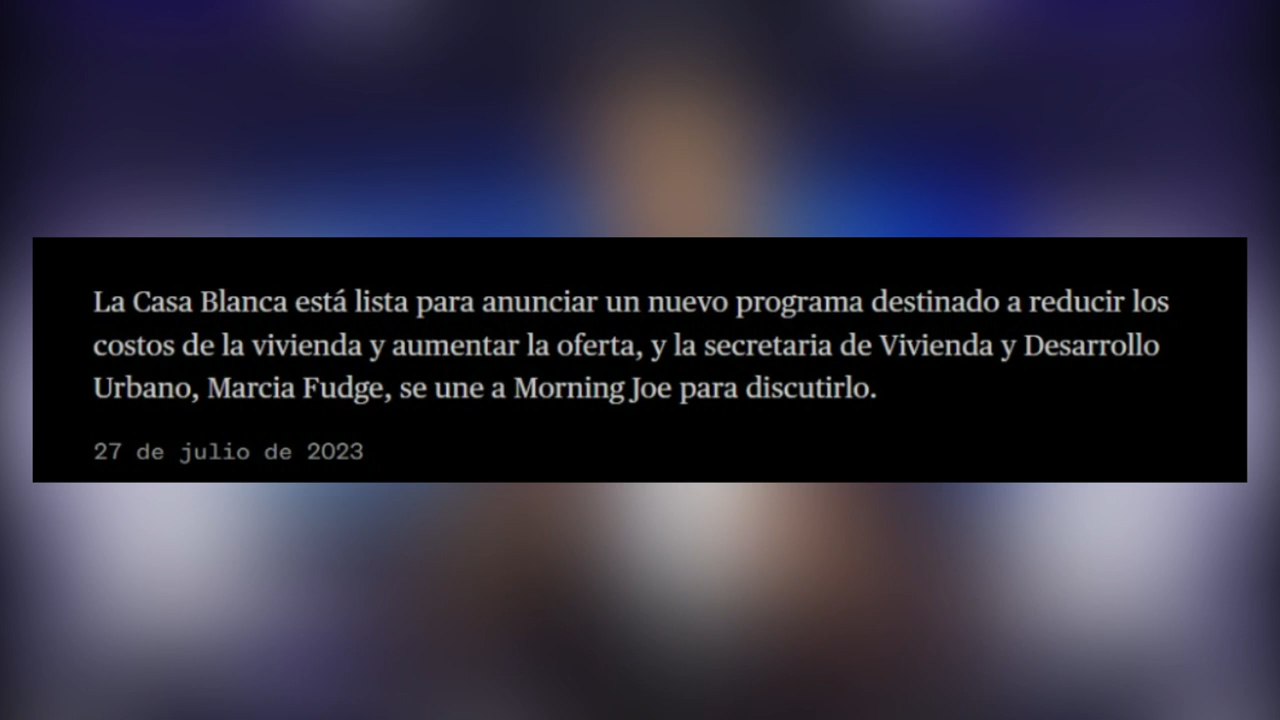 La Casa Blanca está lista para anunciar un nuevo programa destinado a reducir los
costos de la vivienda y aumentar la oferta, y la secretaria de Vivienda y Desarrollo
Urbano, Marcia Fudge, se une a Morning Joe para discutirlo.
27 de julio de 2023